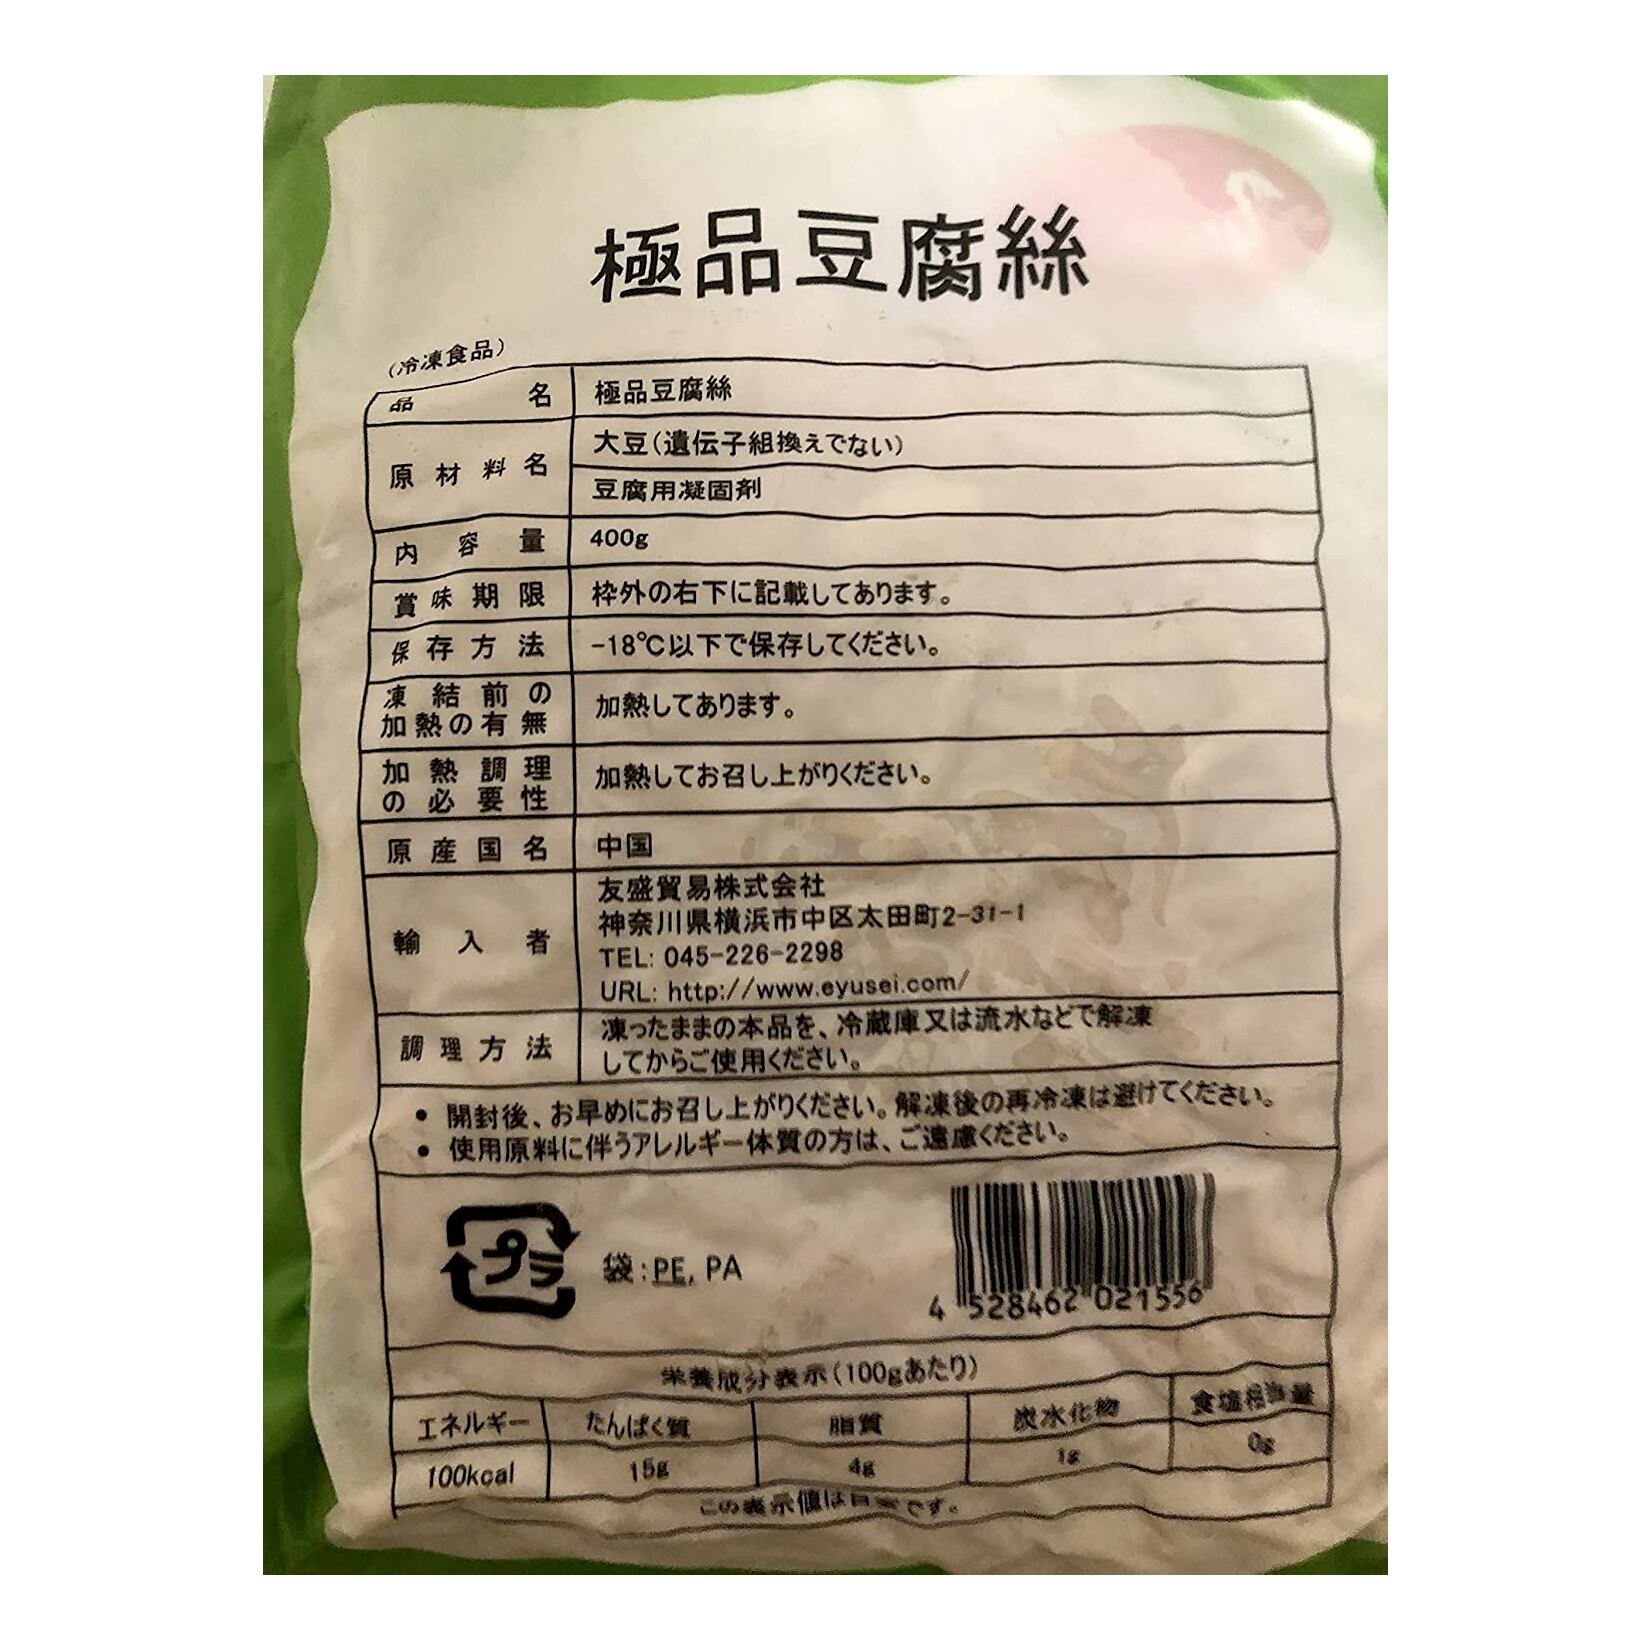 極品豆腐絲
(冷凍食品)
品名 極品豆腐絲
原材料名 大豆(遺伝子組換えでない)
豆腐用凝固剤
内容量 400g
賞味期限 枠外の右下に記載してあります。
保存方法 -18℃以下で保存してください。
凍結前の
加熱の有無 加熱してあります。
加熱調理
の必要性 加熱してお召し上がりください。
原産国名 中国
輸入者 友盛貿易株式会社
神奈川県横浜市中区太田町2-31-1
TEL: 045-226-2298
URL: http://www.eyusei.com/
調理方法 凍ったままの本品を、冷蔵庫又は流水などで解凍
してからご使用ください。
• 開封後、お早めにお召し上がりください。解凍後の再冷凍は避けてください。
• 使用原料に伴うアレルギー体質の方は、ご遠慮ください。
プラ 袋:PE, PA
4 528462 021556
栄養成分表示(100gあたり)
エネルギー たんぱく質 脂質 炭水化物 食塩相当量
100kcal 15g 4g 1g 0g
この表示値は目安です。